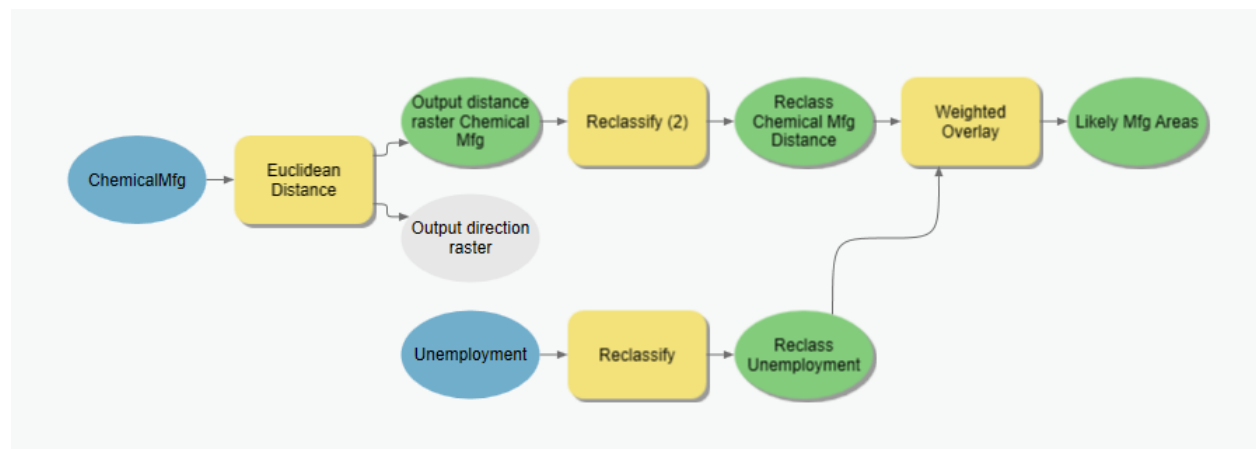 ChemicalMfg
Euclidean
Distance
Output distance
raster Chemical
Mfg
Reclassify (2)
Reclass
Chemical Mfg
Distance
Weighted
Overlay
Likely Mfg Areas
Output direction
raster
Unemployment
Reclassify
Reclass
Unemployment